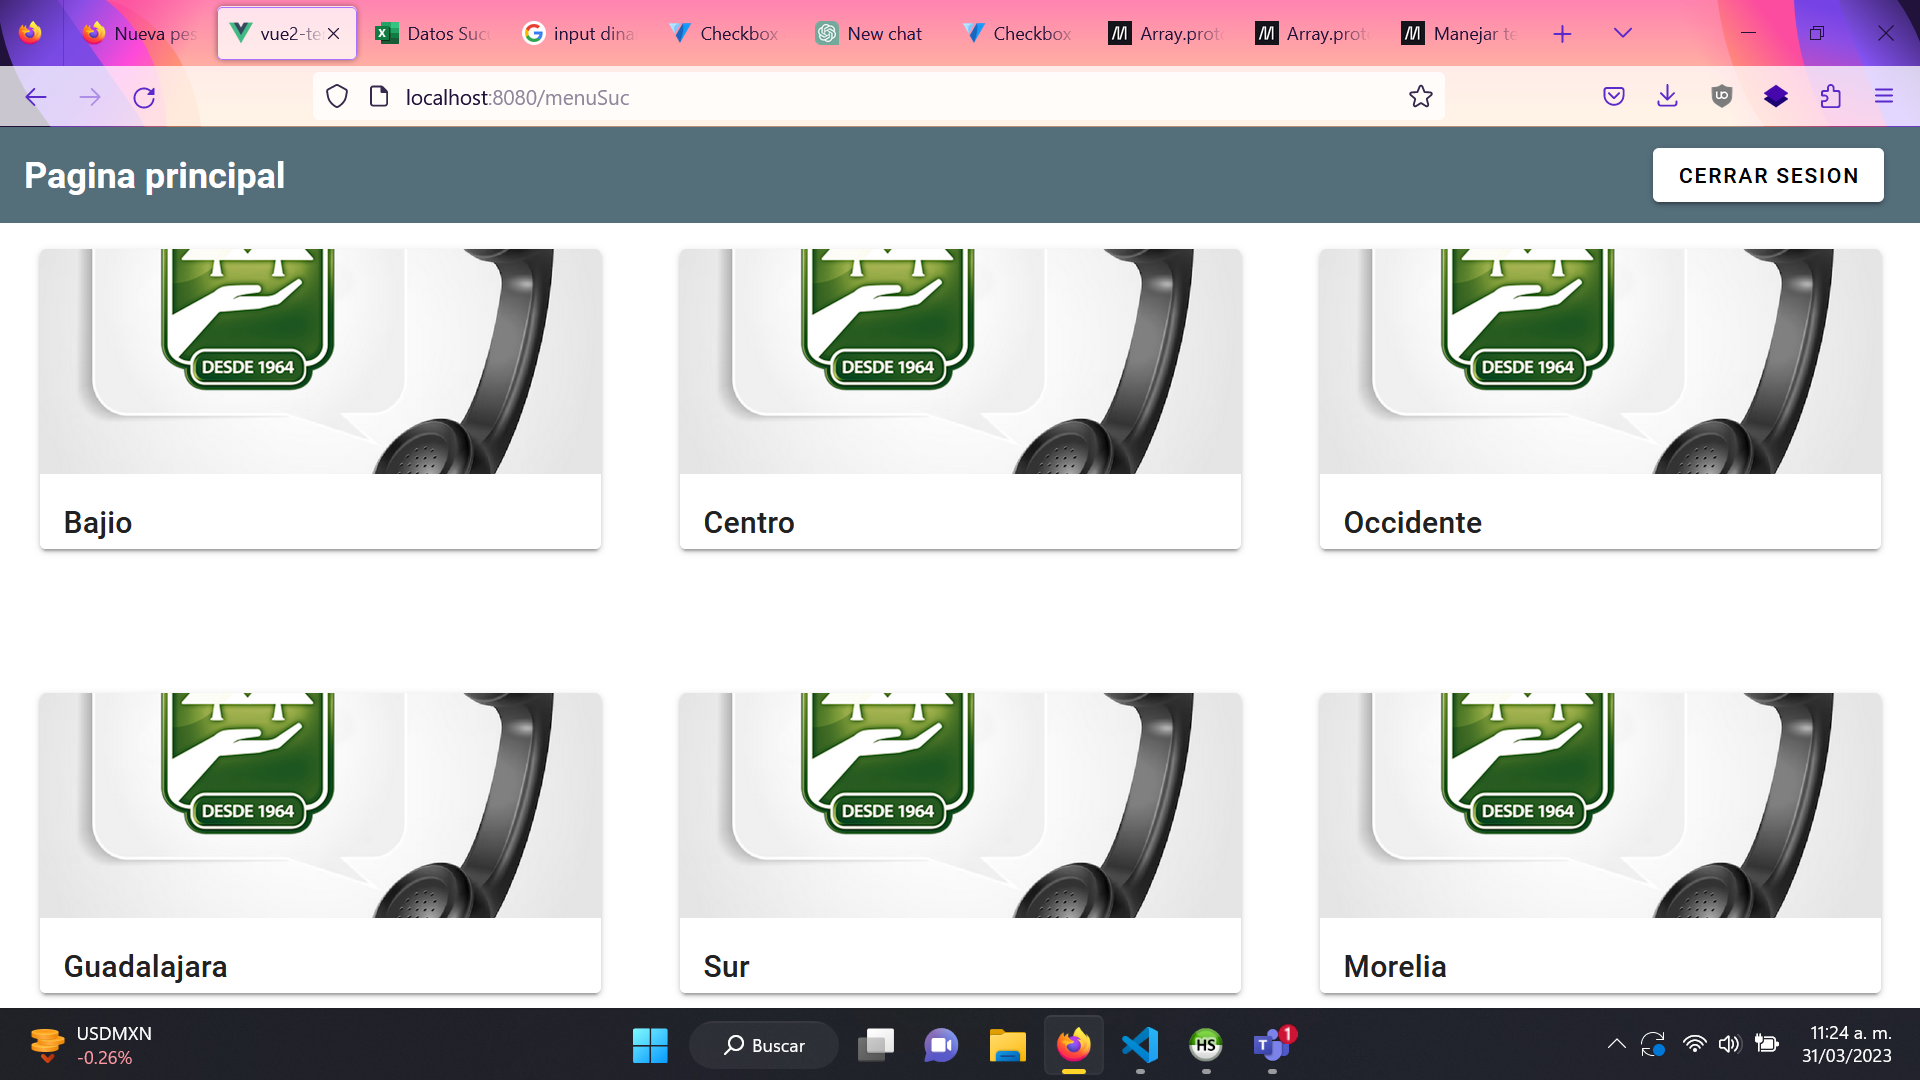 Nueva pes
vue2-te
Datos Suc
input dina
Checkbox
New chat
Checkbox
Array.prot
Array.prot
Manejar te
localhost:8080/menuSuc
Pagina principal
CERRAR SESION
DESDE 1964
DESDE 1964
DESDE 1964
Bajio
Centro
Occidente
DESDE 1964
DESDE 1964
DESDE 1964
Guadalajara
Sur
Morelia
USDMXN
-0.26%
Buscar
HS
T
1
11:24 a. m.
31/03/2023